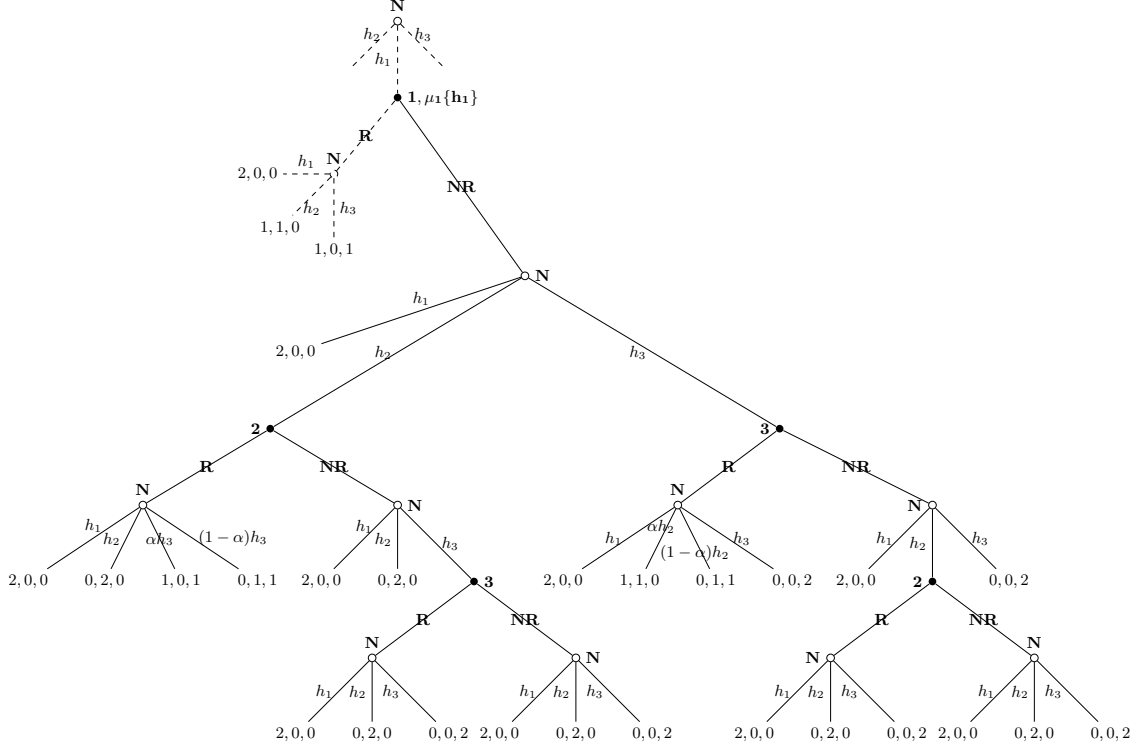 N
h₂ h₃
h₁
1, μ₁{h₁}
R
N
h₁
2, 0, 0
NR
h₂ h₃
1, 1, 0
1, 0, 1
N
h₁
2, 0, 0
h₂ h₃
2 3
R NR R NR
N N N N
h₁ h₂ αh₃ (1−α)h₃ h₁ h₂ h₃ h₁ αh₂ (1−α)h₂ h₃ h₁ h₂ h₃
2, 0, 0 0, 2, 0 1, 0, 1 0, 1, 1 2, 0, 0 0, 2, 0 2, 0, 0 1, 1, 0 0, 1, 1 0, 0, 2 2, 0, 0 0, 0, 2
3 2
R NR R NR
N N N N
h₁ h₂ h₃ h₁ h₂ h₃ h₁ h₂ h₃ h₁ h₂ h₃
2, 0, 0 0, 2, 0 0, 0, 2 2, 0, 0 0, 2, 0 0, 0, 2 2, 0, 0 0, 2, 0 0, 0, 2 2, 0, 0 0, 2, 0 0, 0, 2